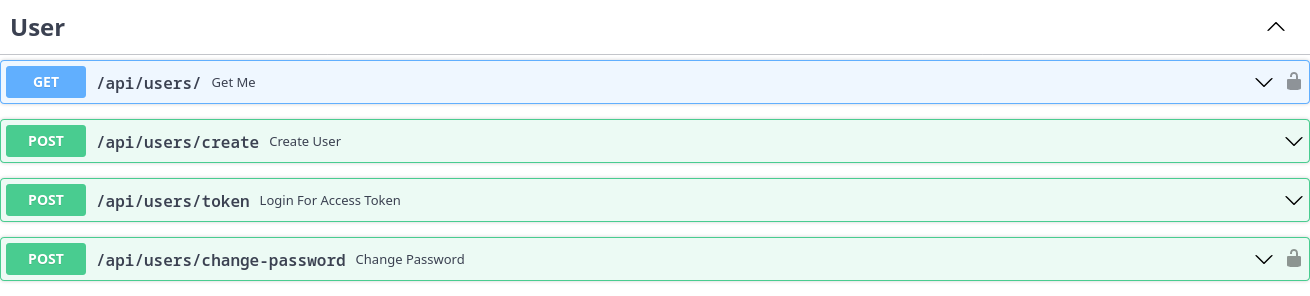 User
GET /api/users/ Get Me
POST /api/users/create Create User
POST /api/users/token Login For Access Token
POST /api/users/change-password Change Password